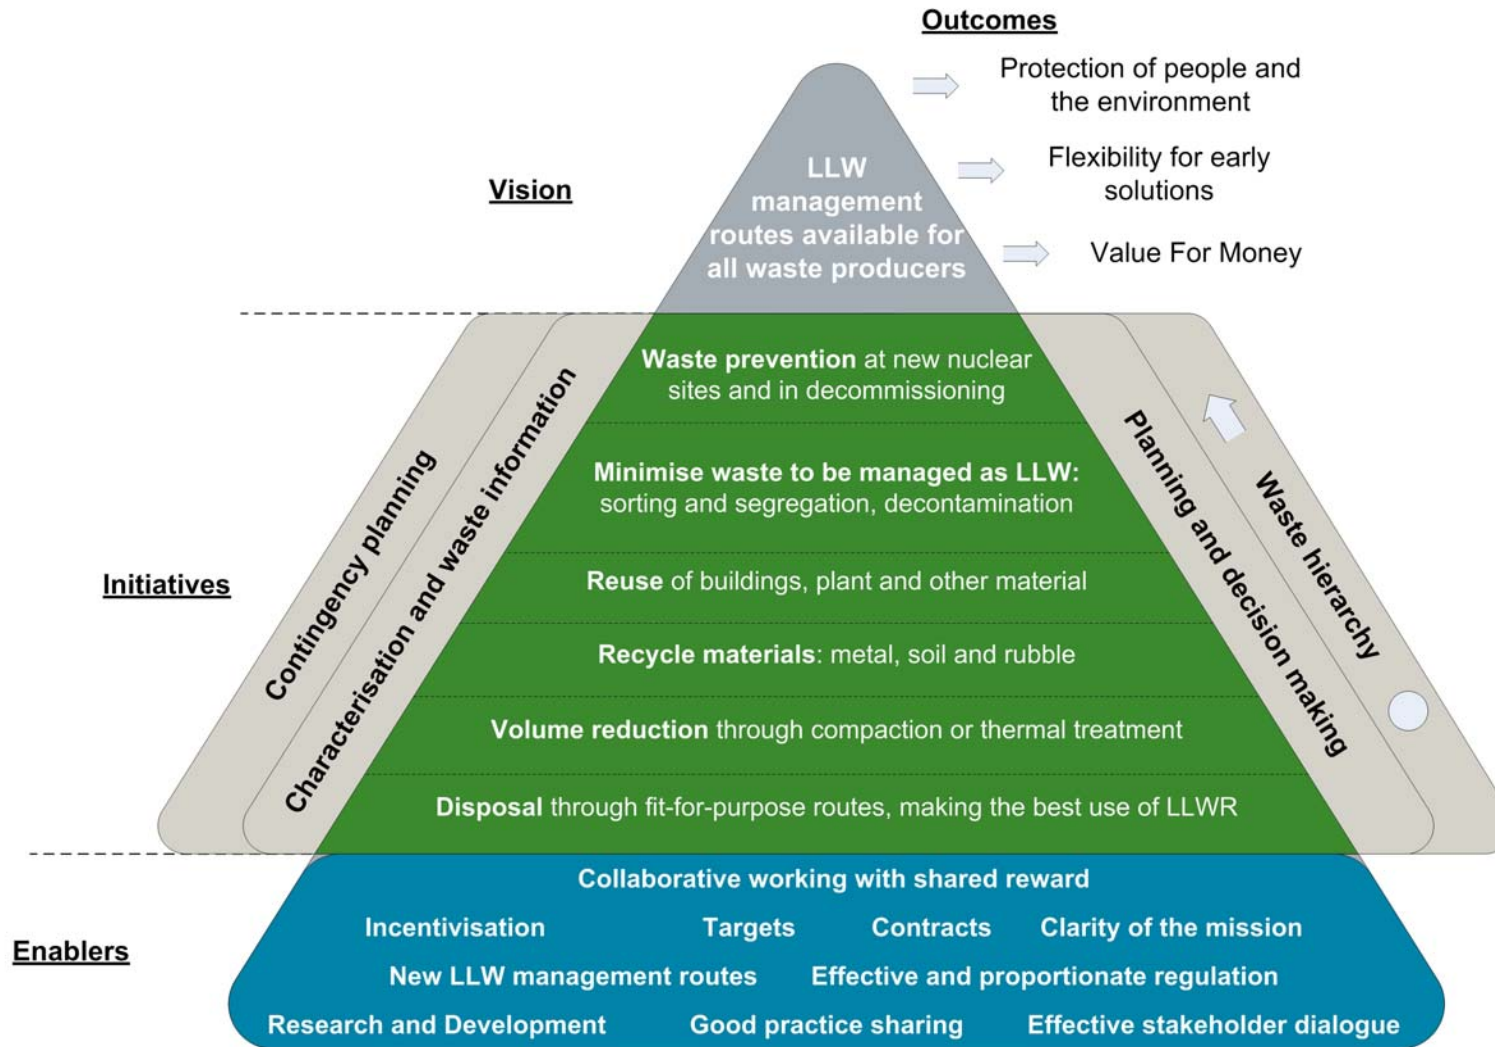 Outcomes
Protection of people and
the environment
Flexibility for early
solutions
Value For Money
Vision
LLW
management
routes available for
all waste producers
Initiatives
Contingency planning
Characterisation and waste information
Waste prevention at new nuclear
sites and in decommissioning
Minimise waste to be managed as LLW:
sorting and segregation, decontamination
Reuse of buildings, plant and other material
Recycle materials: metal, soil and rubble
Volume reduction through compaction or thermal treatment
Disposal through fit-for-purpose routes, making the best use of LLWR
Planning and decision making
Waste hierarchy
Enablers
Collaborative working with shared reward
Incentivisation Targets Contracts Clarity of the mission
New LLW management routes Effective and proportionate regulation
Research and Development Good practice sharing Effective stakeholder dialogue